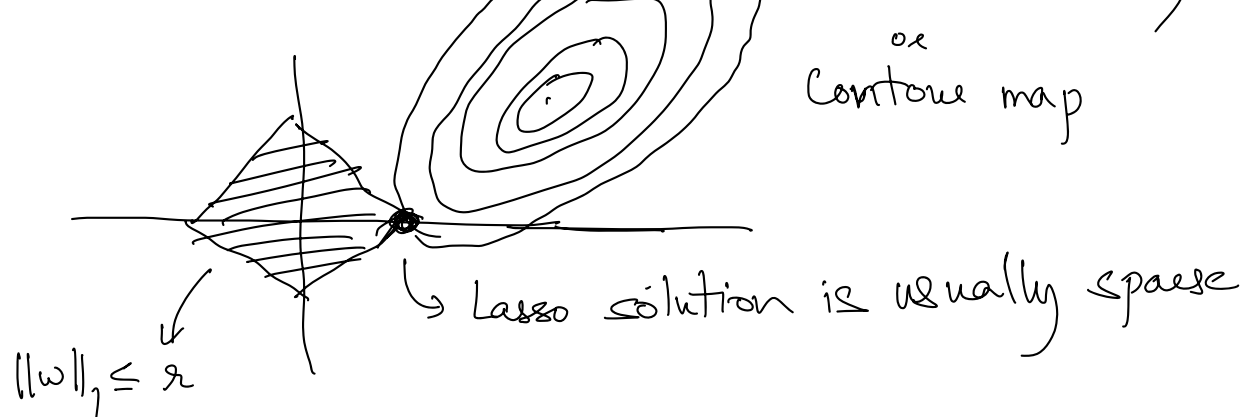 or
Contour map
Lasso solution is usually sparse
||w||₁ ≤ r